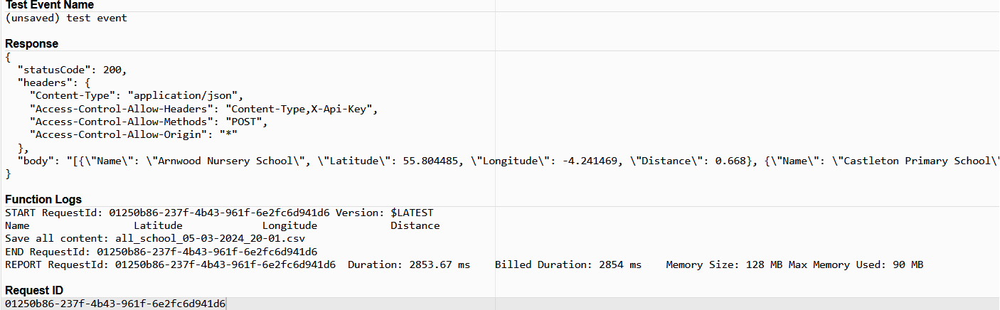 Test Event Name
(unsaved) test event
Response
{
  "statusCode": 200,
  "headers": {
    "Content-Type": "application/json",
    "Access-Control-Allow-Headers": "Content-Type,X-Api-Key",
    "Access-Control-Allow-Methods": "POST",
    "Access-Control-Allow-Origin": "*"
  },
  "body": "[{\"Name\": \"Arnwood Nursery School\", \"Latitude\": 55.804485, \"Longitude\": -4.241469, \"Distance\": 0.668}, {\"Name\": \"Castleton Primary School\"
}
Function Logs
START RequestId: 01250b86-237f-4b43-961f-6e2fc6d941d6 Version: $LATEST
Name                 Latitude             Longitude            Distance
Save all content: all_school_05-03-2024_20-01.csv
END RequestId: 01250b86-237f-4b43-961f-6e2fc6d941d6
REPORT RequestId: 01250b86-237f-4b43-961f-6e2fc6d941d6  Duration: 2853.67 ms    Billed Duration: 2854 ms    Memory Size: 128 MB Max Memory Used: 90 MB
Request ID
01250b86-237f-4b43-961f-6e2fc6d941d6